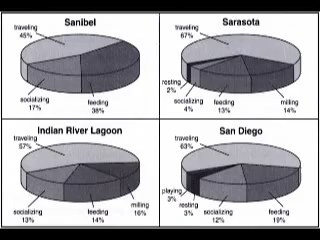 Sanibel
traveling
45%
socializing
17%
feeding
38%
Sarasota
traveling
67%
resting
2%
socializing
4%
feeding
13%
milling
14%
Indian River Lagoon
traveling
57%
socializing
13%
feeding
14%
milling
16%
San Diego
traveling
63%
playing
3%
resting
3%
socializing
12%
feeding
19%